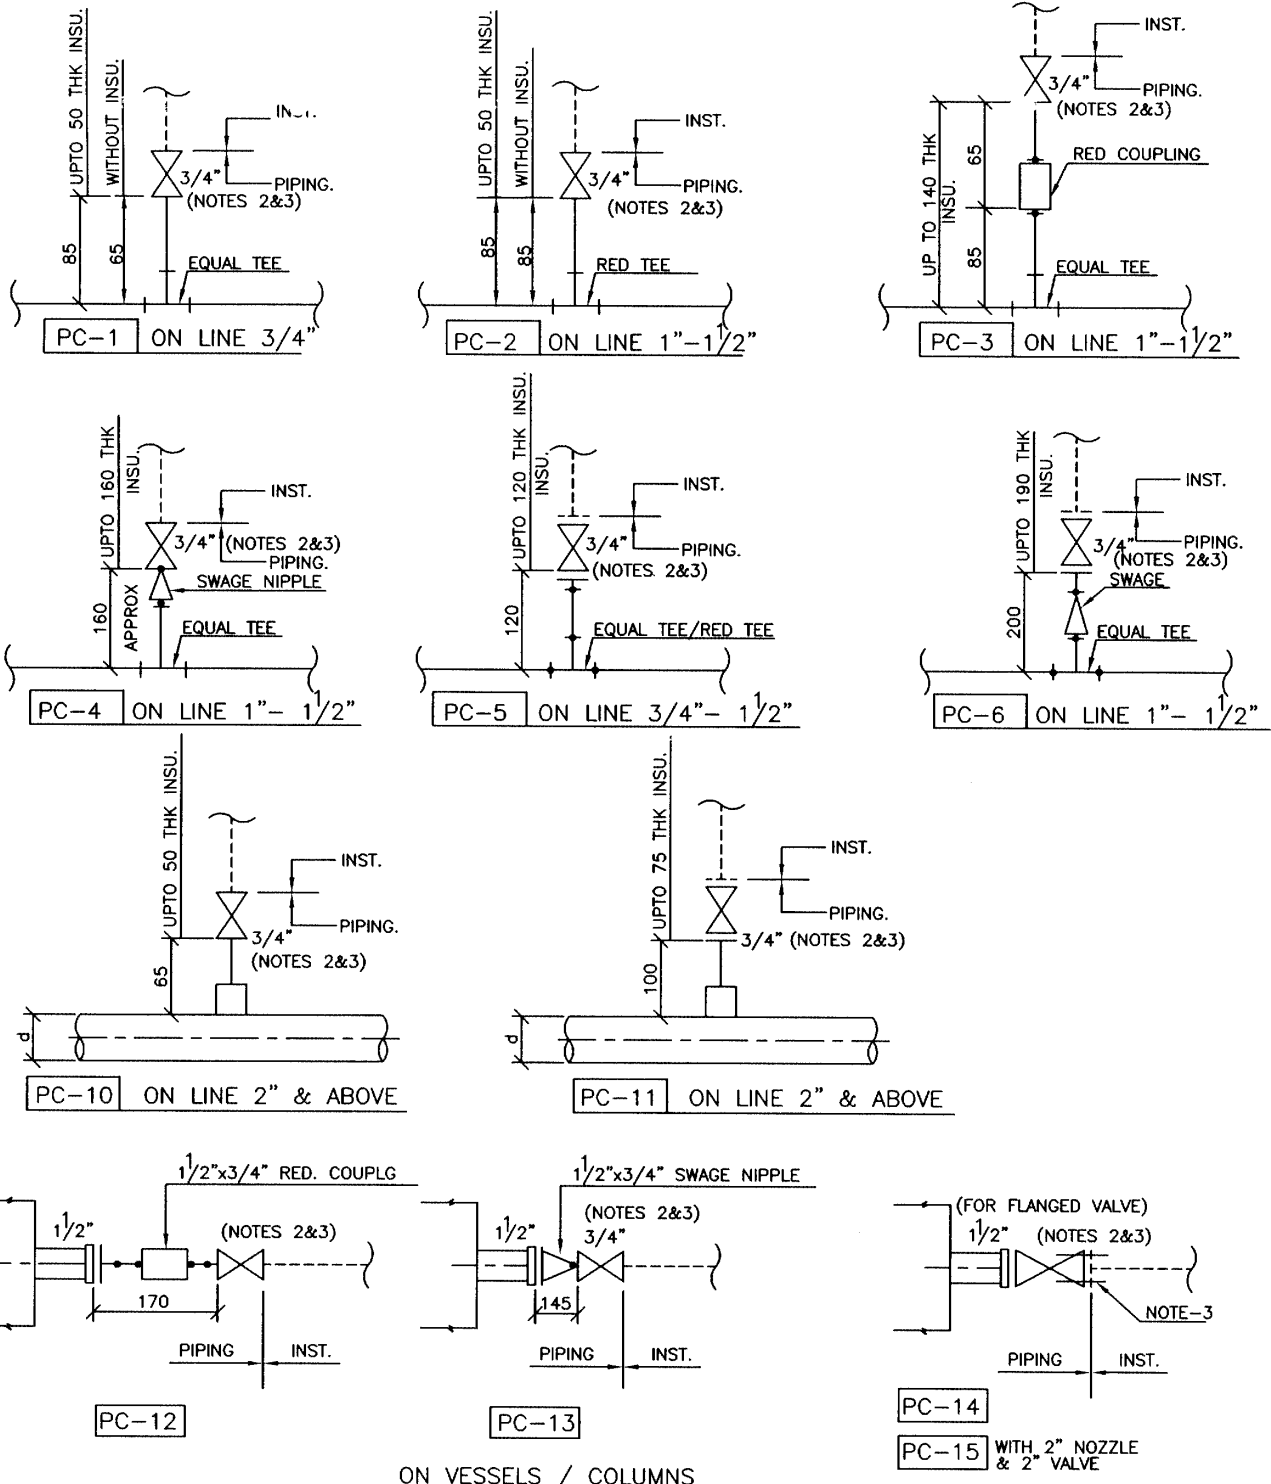 UPTO 50 THK INSU.
WITHOUT INSU.
PIPING.
3/4"
(NOTES 2&3)
85
65
EQUAL TEE
PC-1 ON LINE 3/4"
UPTO 50 THK INSU.
WITHOUT INSU.
INST.
PIPING.
3/4"
(NOTES 2&3)
85
85
RED TEE
PC-2 ON LINE 1"-1 1/2"
INST.
PIPING.
3/4"
(NOTES 2&3)
UP TO 140 THK
INSU.
65
85
RED COUPLING
EQUAL TEE
PC-3 ON LINE 1"-1 1/2"
UPTO 160 THK
INSU.
INST.
3/4" (NOTES 2&3)
PIPING.
SWAGE NIPPLE
160
APPROX
EQUAL TEE
PC-4 ON LINE 1"- 1 1/2"
UPTO 120 THK INSU.
INSU.
INST.
PIPING.
3/4"
(NOTES 2&3)
120
EQUAL TEE/RED TEE
PC-5 ON LINE 3/4"- 1 1/2"
UPTO 190 THK
INSU.
INST.
PIPING.
3/4"
(NOTES 2&3)
SWAGE
200
EQUAL TEE
PC-6 ON LINE 1"- 1 1/2"
UPTO 50 THK INSU.
INST.
PIPING.
3/4"
(NOTES 2&3)
65
d
PC-10 ON LINE 2" & ABOVE
UPTO 75 THK INSU.
INST.
PIPING.
3/4" (NOTES 2&3)
100
d
PC-11 ON LINE 2" & ABOVE
1 1/2"x3/4" RED. COUPLG
1 1/2"
(NOTES 2&3)
170
PIPING INST.
PC-12
1 1/2"x3/4" SWAGE NIPPLE
(NOTES 2&3)
1 1/2" 3/4"
145
PIPING INST.
PC-13
(FOR FLANGED VALVE)
1 1/2" (NOTES 2&3)
NOTE-3
PIPING INST.
PC-14
PC-15 WITH 2" NOZZLE
& 2" VALVE
ON VESSELS / COLUMNS